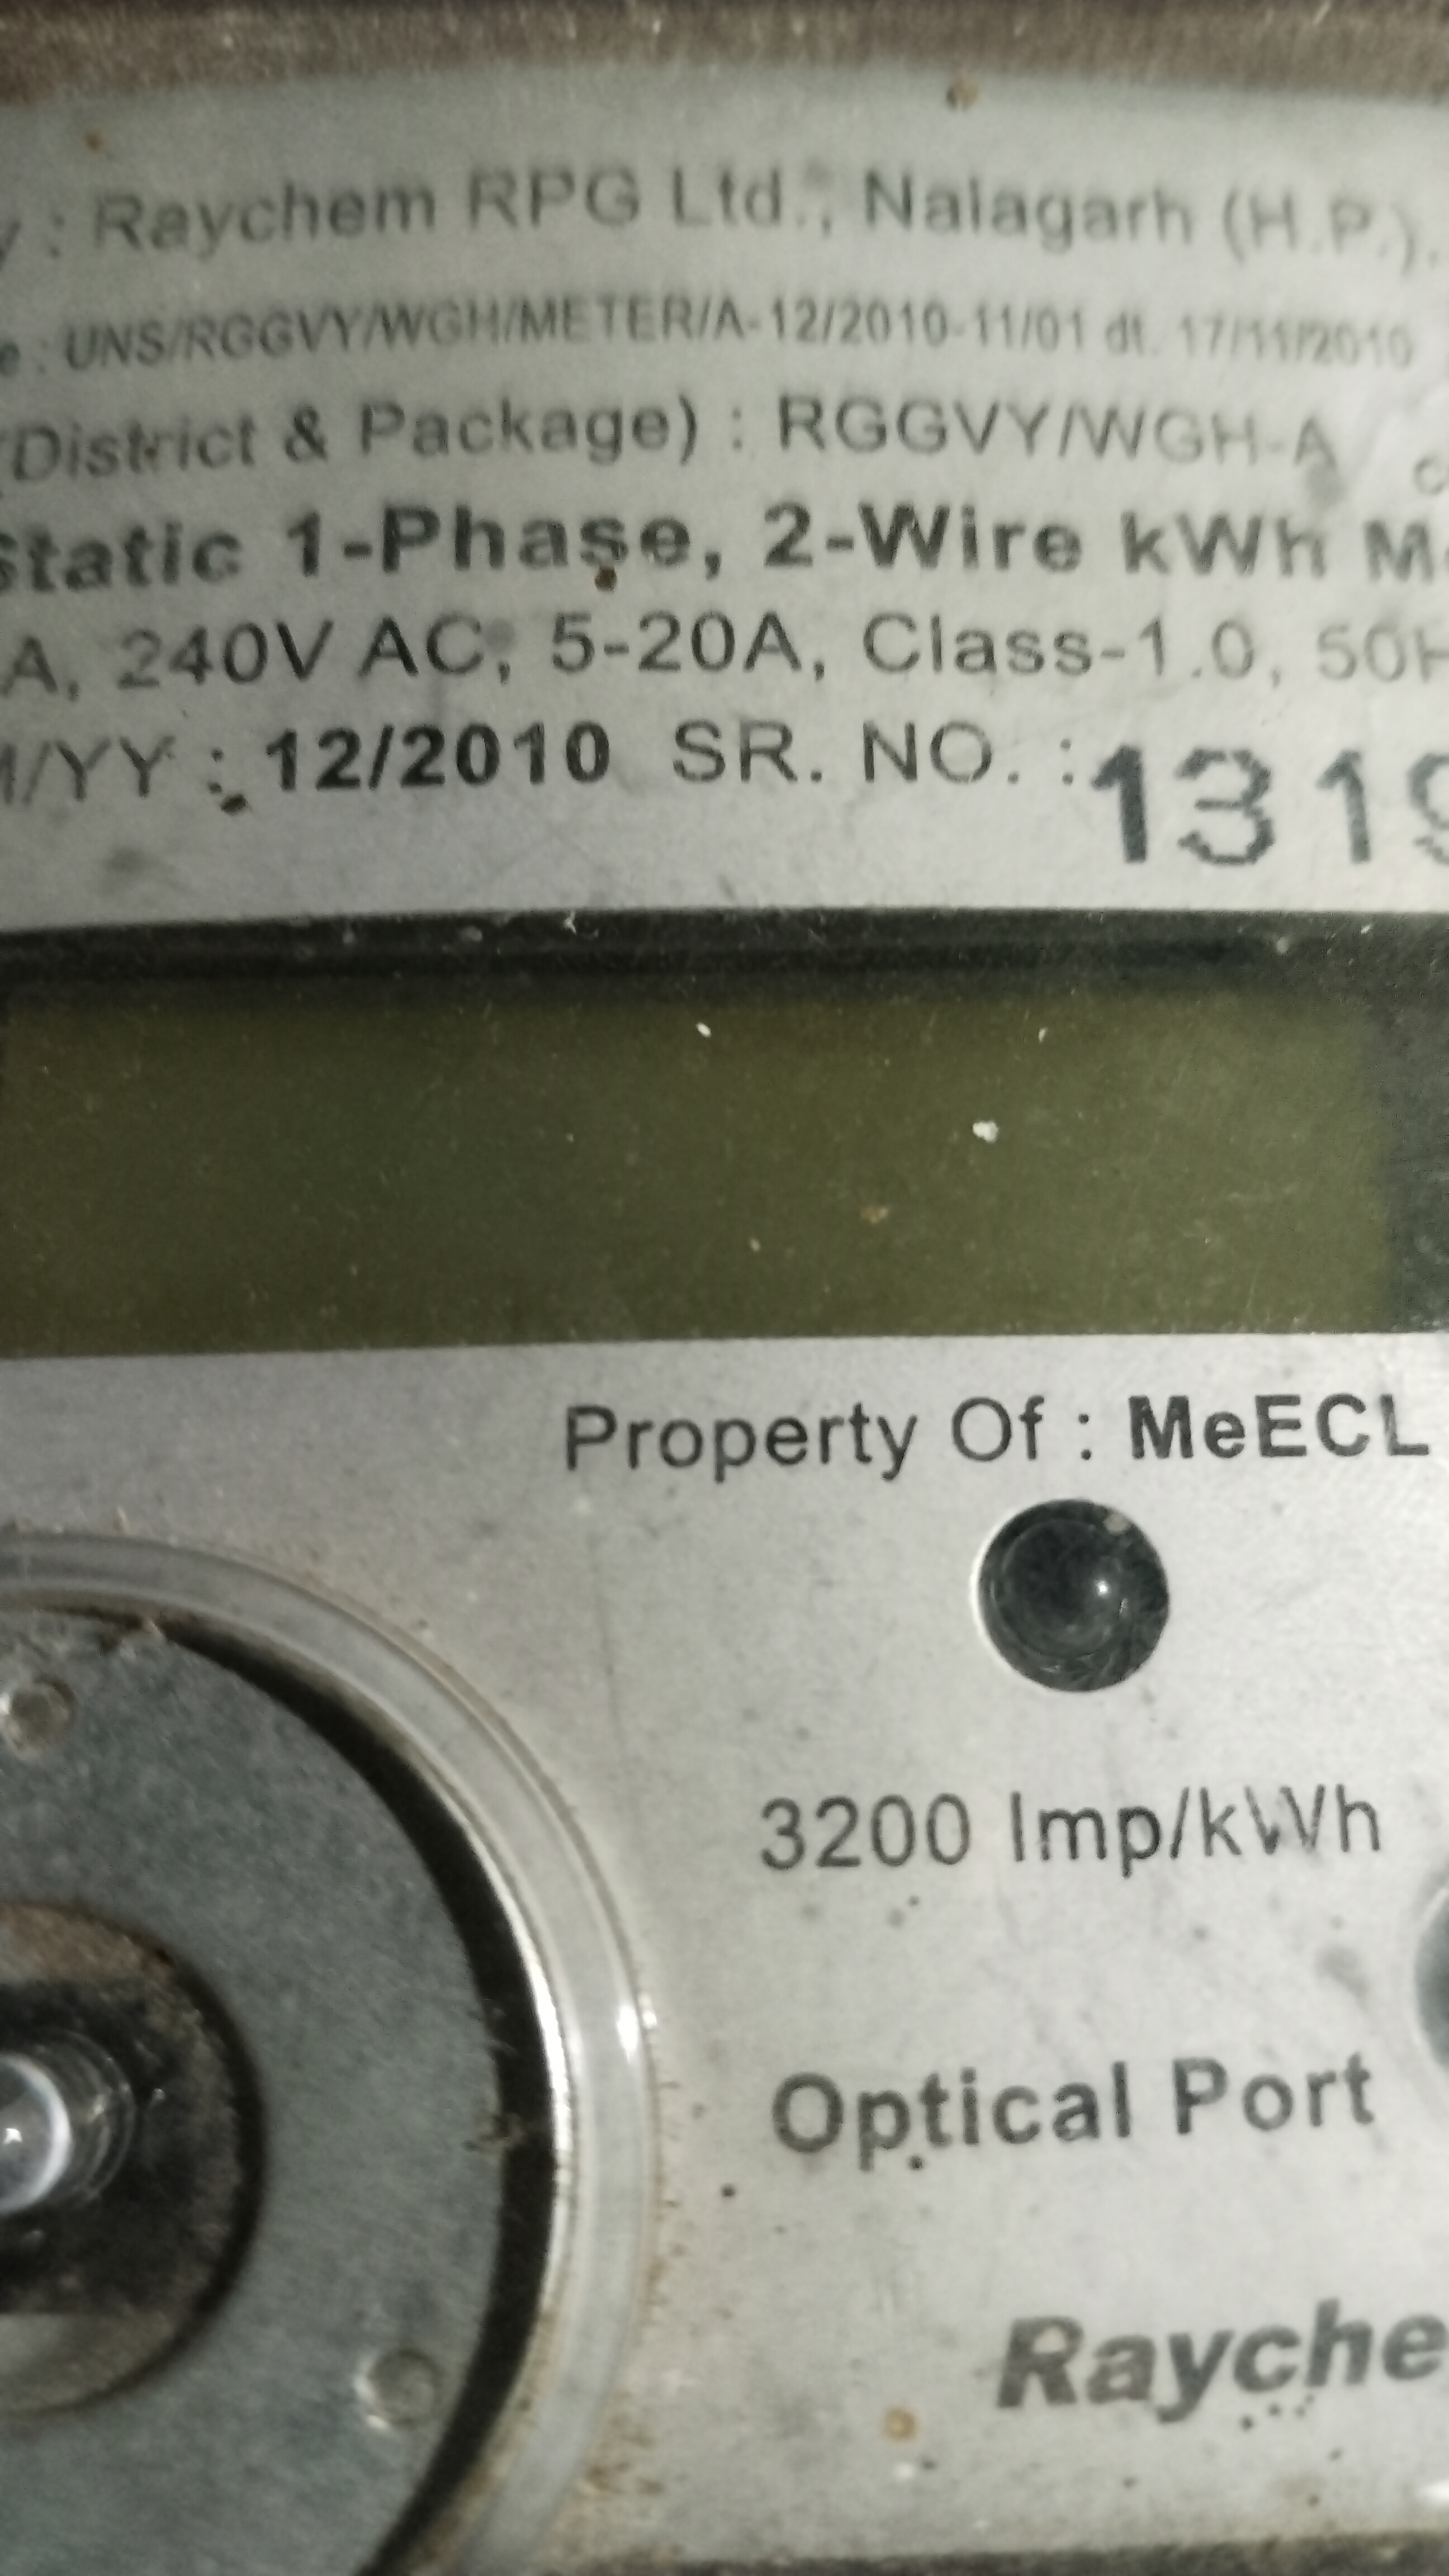 y : Raychem RPG Ltd., Nalagarh (H.P.).
e : UNS/RGGVY/WGH/METER/A-12/2010-11/01 dt. 17/11/2010
(District & Package) : RGGVY/WGH-A
Static 1-Phase, 2-Wire kWh M
A, 240V AC, 5-20A, Class-1.0, 50H
/YY : 12/2010 SR. NO. : 1319
Property Of : MeECL
3200 Imp/kWh
Optical Port
Rayche